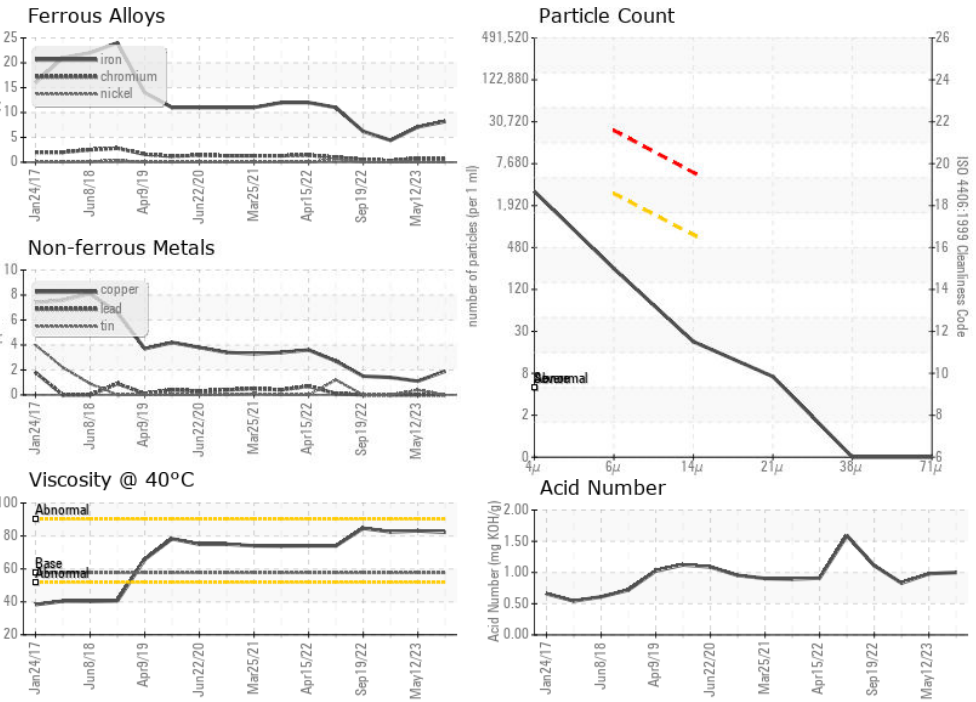 Ferrous Alloys
25
20
15
10
5
0
iron
chromium
nickel
Jan24/17
Jun8/18
Apr9/19
Jun22/20
Mar25/21
Apr15/22
Sep19/22
May12/23
Non-ferrous Metals
10
8
6
4
2
0
copper
lead
tin
Jan24/17
Jun8/18
Apr9/19
Jun22/20
Mar25/21
Apr15/22
Sep19/22
May12/23
Viscosity @ 40°C
100
80
60
40
20
Abnormal
Base
Abnormal
Jan24/17
Jun8/18
Apr9/19
Jun22/20
Mar25/21
Apr15/22
Sep19/22
May12/23
Particle Count
number of particles (per 1 ml)
491,520
122,880
30,720
7,680
1,920
480
120
30
8
2
0
Abnormal
26
24
22
20
18
16
14
12
10
8
6
ISO 4406:1999 Cleanliness Code
4µ
6µ
14µ
21µ
38µ
71µ
Acid Number
Acid Number (mg KOH/g)
2.00
1.50
1.00
0.50
0.00
Jan24/17
Jun8/18
Apr9/19
Jun22/20
Mar25/21
Apr15/22
Sep19/22
May12/23